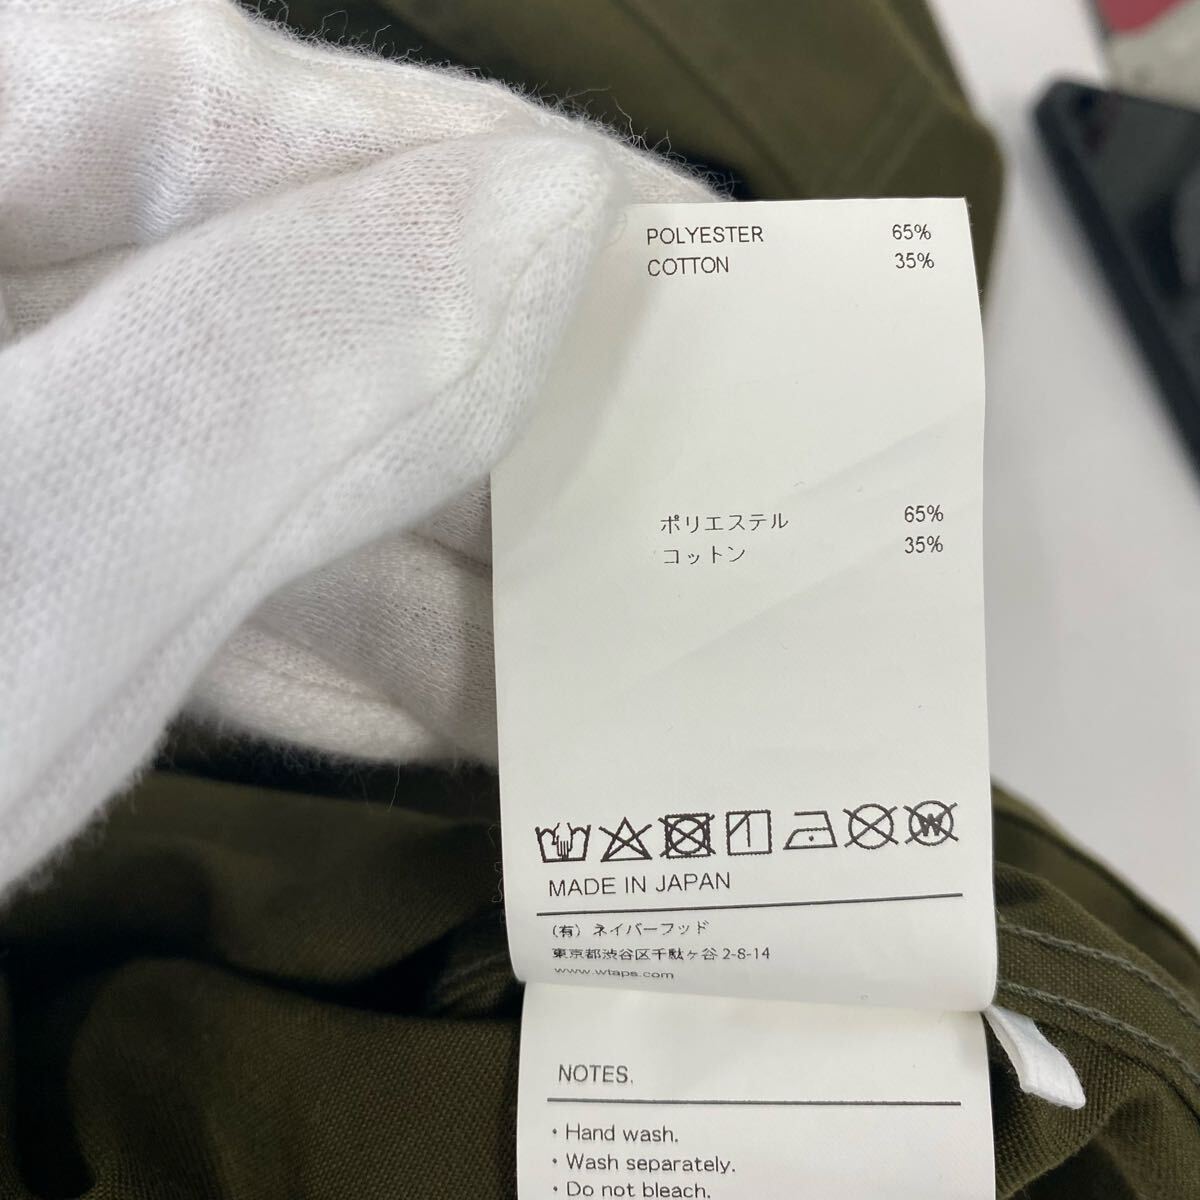 POLYESTER 65%
COTTON 35%
ポリエステル 65%
コットン 35%
W
MADE IN JAPAN
(有) ネイバーフッド
東京都渋谷区千駄ヶ谷 2-8-14
www.wtaps.com
NOTES.
・Hand wash.
・Wash separately.
・Do not bleach.